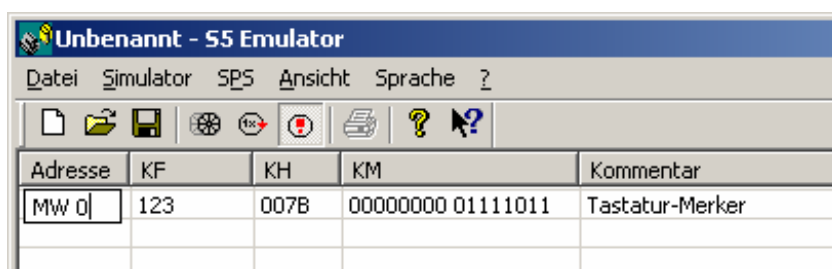 Unbenannt - S5 Emulator
Datei Simulator SPS Ansicht Sprache ?
1x
Adresse KF KH KM Kommentar
MW 0 123 007B 00000000 01111011 Tastatur-Merker